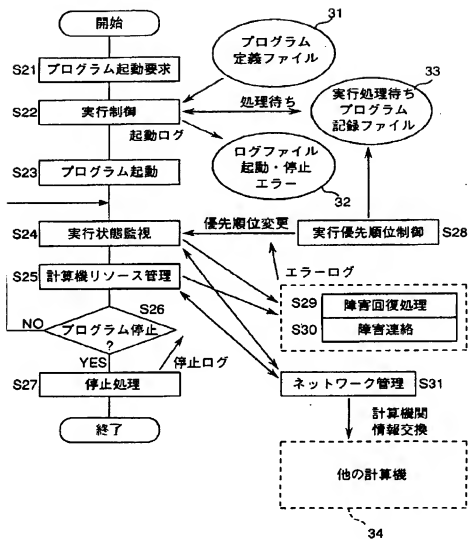 開始
31
プログラム
定義ファイル
S21
プログラム起動要求
33
処理待ち
実行処理待ち
プログラム
記録ファイル
S22
実行制御
起動ログ
ログファイル
起動・停止
エラー
32
S23
プログラム起動
優先順位変更
S24
実行状態監視
実行優先順位制御
S28
エラーログ
S25
計算機リソース管理
S29
障害回復処理
S30
障害連絡
S26
NO
プログラム停止
?
YES
停止ログ
S27
停止処理
ネットワーク管理
S31
終了
計算機関
情報交換
他の計算機
34